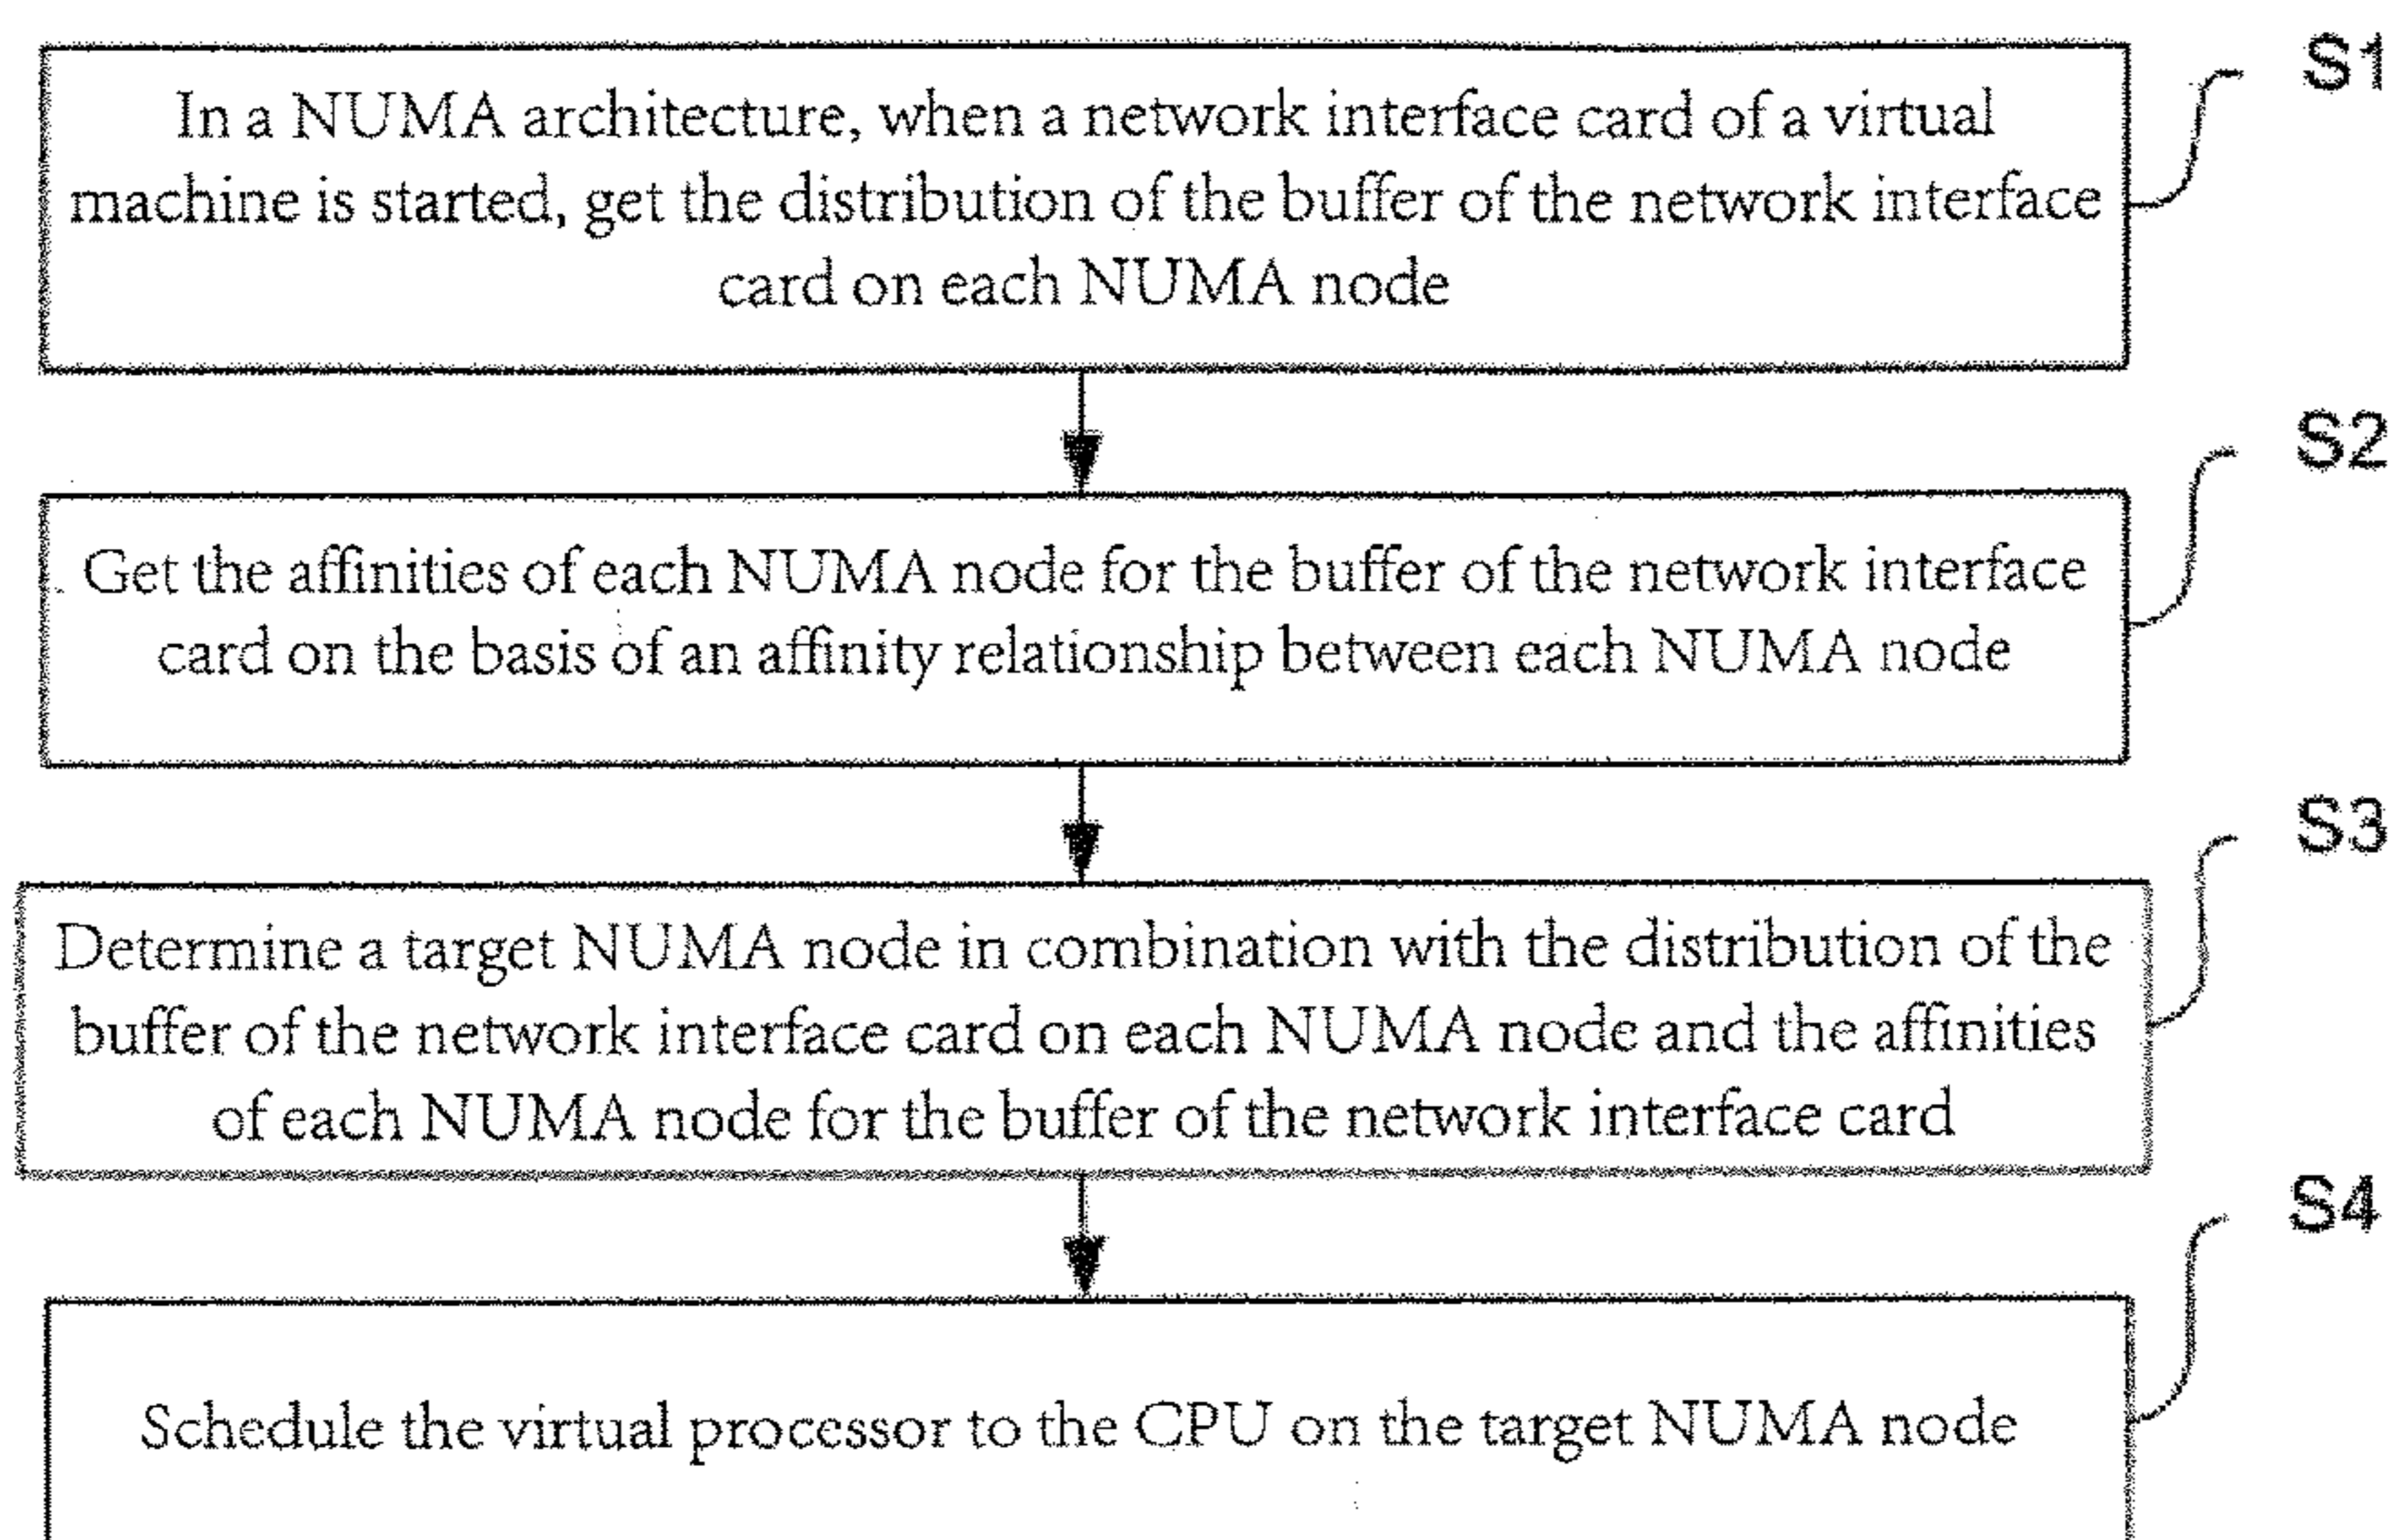 S1
In a NUMA architecture, when a network interface card of a virtual
machine is started, get the distribution of the buffer of the network interface
card on each NUMA node
S2
Get the affinities of each NUMA node for the buffer of the network interface
card on the basis of an affinity relationship between each NUMA node
S3
Determine a target NUMA node in combination with the distribution of the
buffer of the network interface card on each NUMA node and the affinities
of each NUMA node for the buffer of the network interface card
S4
Schedule the virtual processor to the CPU on the target NUMA node